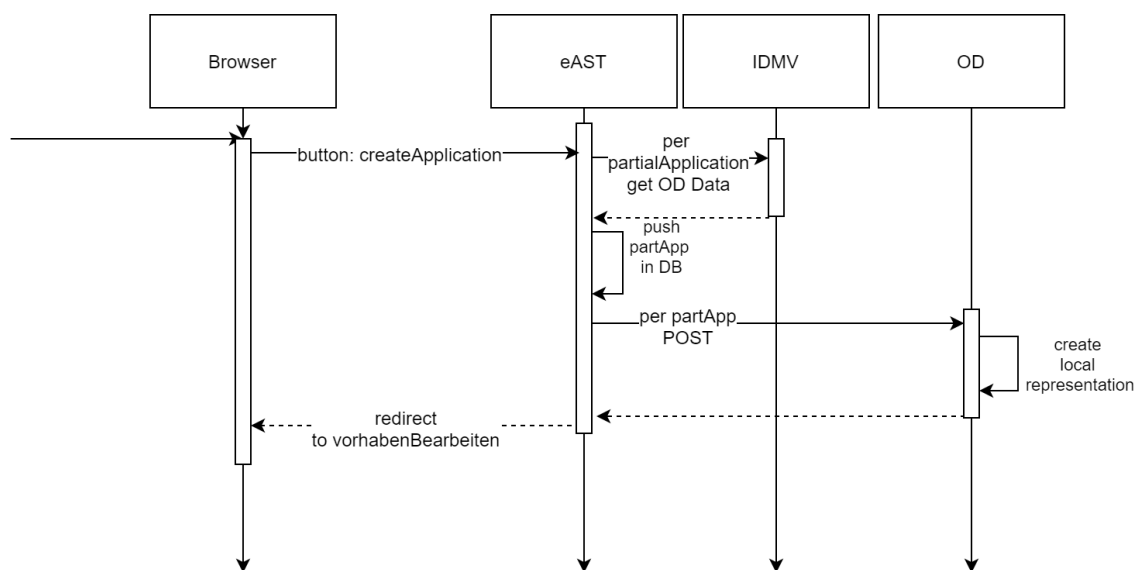 Browser
eAST
IDMV
OD
button: createApplication
per
partialApplication
get OD Data
push
partApp
in DB
per partApp
POST
create
local
representation
redirect
to vorhabenBearbeiten